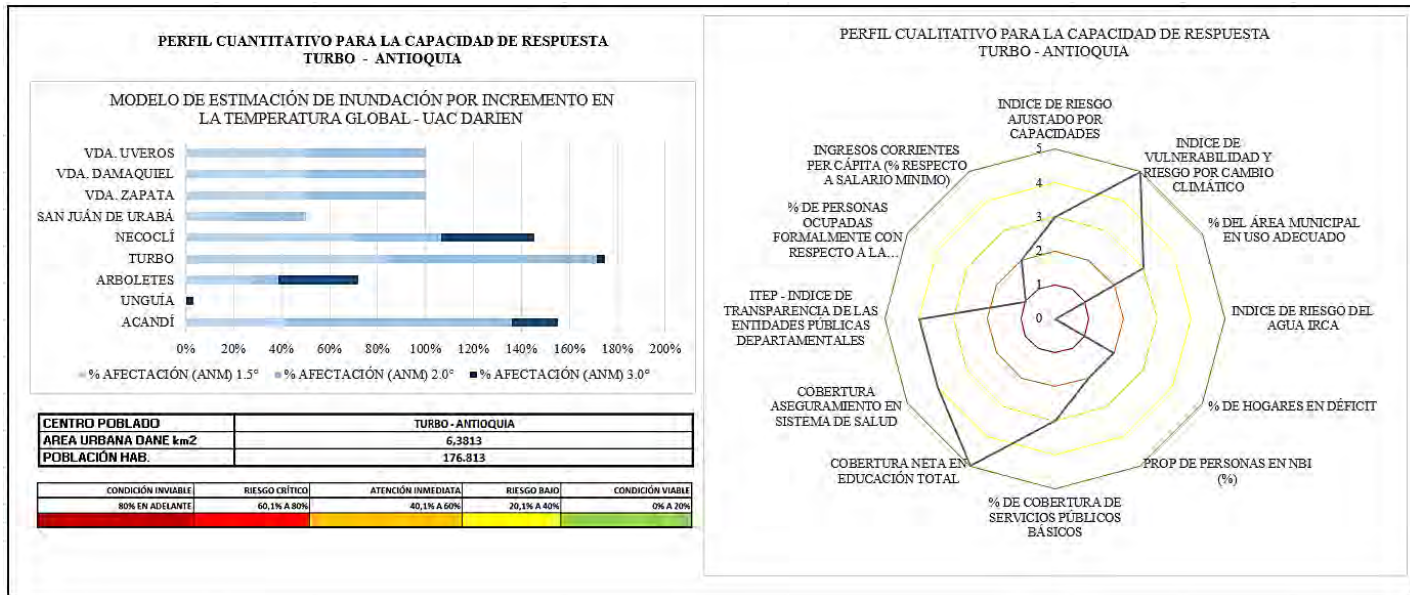 PERFIL CUANTITATIVO PARA LA CAPACIDAD DE RESPUESTA
TURBO - ANTIOQUIA
MODELO DE ESTIMACIÓN DE INUNDACIÓN POR INCREMENTO EN
LA TEMPERATURA GLOBAL - UAC DARIEN
VDA. UVEROS
VDA. DAMAQUIEL
VDA. ZAPATA
SAN JUÁN DE URABÁ
NECOCLÍ
TURBO
ARBOLETES
UNGUÍA
ACANDÍ
0% 20% 40% 60% 80% 100% 120% 140% 160% 180% 200%
% AFECTACIÓN (ANM) 1.5° % AFECTACIÓN (ANM) 2.0° % AFECTACIÓN (ANM) 3.0°
CENTRO POBLADO TURBO - ANTIOQUIA
AREA URBANA DANE km2 6,3813
POBLACIÓN HAB. 176.813
CONDICIÓN INVIABLE RIESGO CRÍTICO ATENCIÓN INMEDIATA RIESGO BAJO CONDICIÓN VIABLE
80% EN ADELANTE 60,1% A 80% 40,1% A 60% 20,1% A 40% 0% A 20%
PERFIL CUALITATIVO PARA LA CAPACIDAD DE RESPUESTA
TURBO - ANTIOQUIA
INDICE DE RIESGO
AJUSTADO POR
CAPACIDADES
INDICE DE
VULNERABILIDAD Y
RIESGO POR CAMBIO
CLIMÁTICO
% DEL ÁREA MUNICIPAL
EN USO ADECUADO
INDICE DE RIESGO DEL
AGUA IRCA
% DE HOGARES EN DÉFICIT
PROP DE PERSONAS EN NBI
(%)
% DE COBERTURA DE
SERVICIOS PÚBLICOS
BÁSICOS
COBERTURA NETA EN
EDUCACIÓN TOTAL
COBERTURA
ASEGURAMIENTO EN
SISTEMA DE SALUD
ITEP - INDICE DE
TRANSPARENCIA DE LAS
ENTIDADES PÚBLICAS
DEPARTAMENTALES
% DE PERSONAS
OCUPADAS
FORMALMENTE CON
RESPECTO A LA…
INGRESOS CORRIENTES
PER CÁPITA (% RESPECTO
A SALARIO MINIMO)
5
4
3
2
1
0